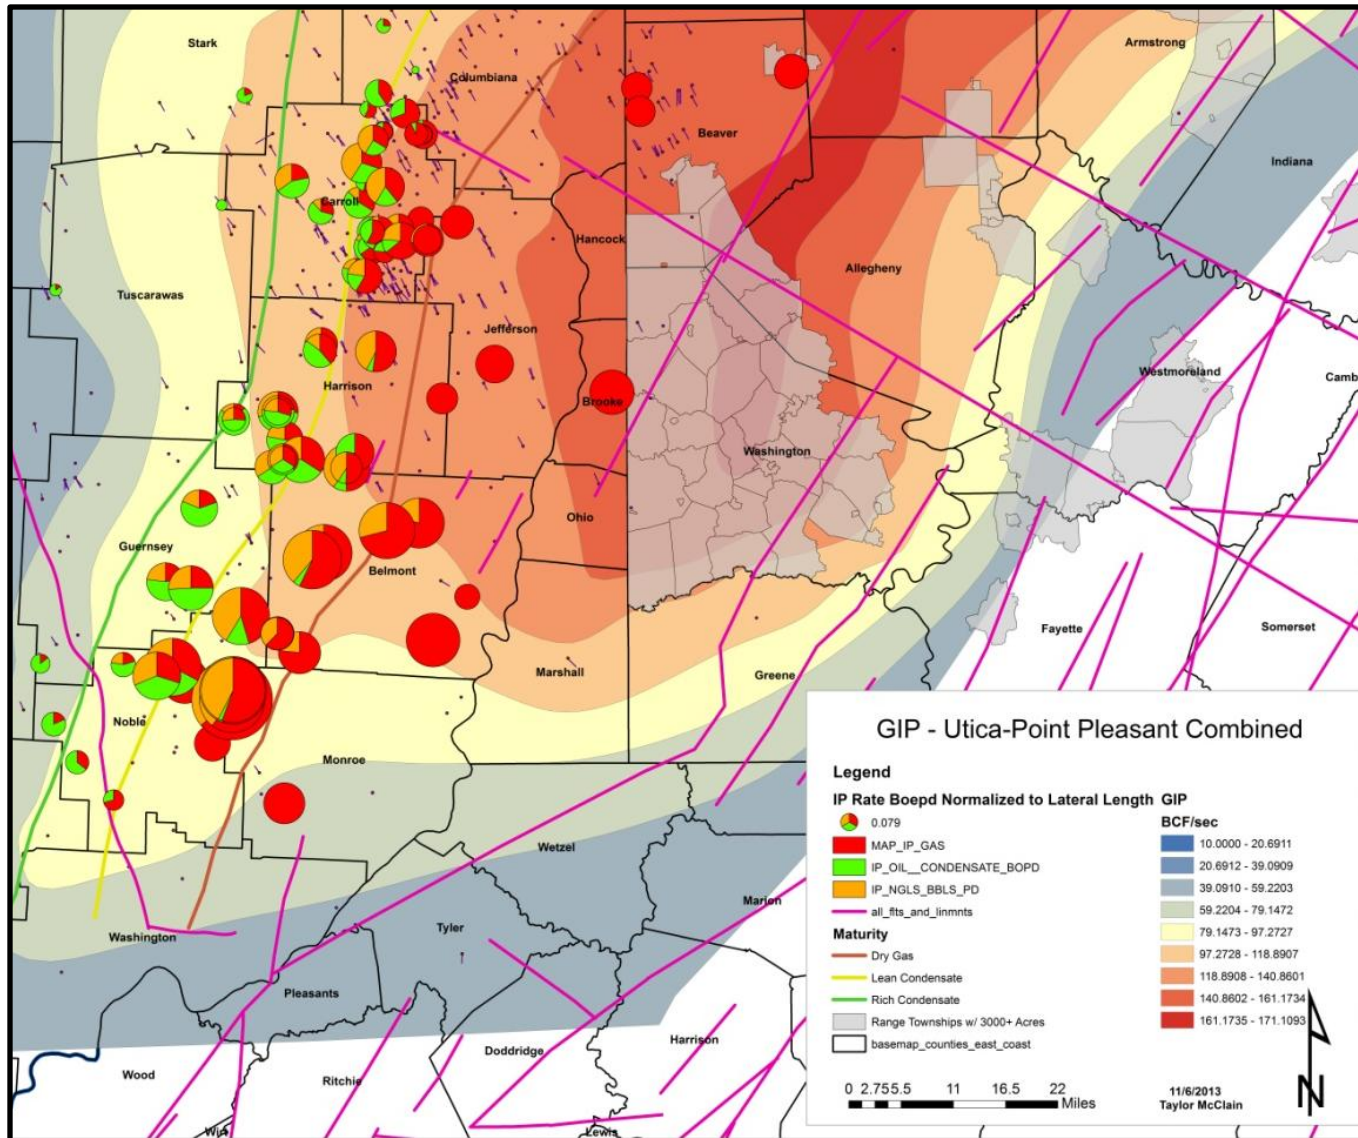 Stark
Armstrong
Columbiana
Beaver
Indiana
Carroll
Hancock
Allegheny
Tuscarawas
Jefferson
Westmoreland
Camb
Harrison
Brooke
Washington
Ohio
Guernsey
Belmont
Fayette
Somerset
Marshall
Greene
Noble
Monroe
Wetzel
Marion
Washington
Tyler
Pleasants
Doddridge
Harrison
Wood
Ritchie
Wirt
Lewis
GIP - Utica-Point Pleasant Combined
Legend
IP Rate Boepd Normalized to Lateral Length
0.079
MAP_IP_GAS
IP_OIL__CONDENSATE_BOPD
IP_NGLS_BBLS_PD
all_flts_and_linmnts
Maturity
Dry Gas
Lean Condensate
Rich Condensate
Range Townships w/ 3000+ Acres
basemap_counties_east_coast
GIP
BCF/sec
10.0000 - 20.6911
20.6912 - 39.0909
39.0910 - 59.2203
59.2204 - 79.1472
79.1473 - 97.2727
97.2728 - 118.8907
118.8908 - 140.8601
140.8602 - 161.1734
161.1735 - 171.1093
0 2.75 5.5 11 16.5 22
Miles
11/6/2013
Taylor McClain
N